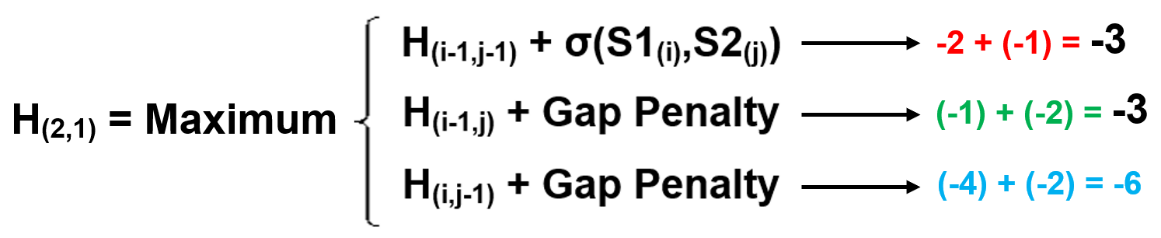 H(i-1,j-1) + σ(S1(i),S2(j)) -2 + (-1) = -3
H(2,1) = Maximum H(i-1,j) + Gap Penalty (-1) + (-2) = -3
H(i,j-1) + Gap Penalty (-4) + (-2) = -6